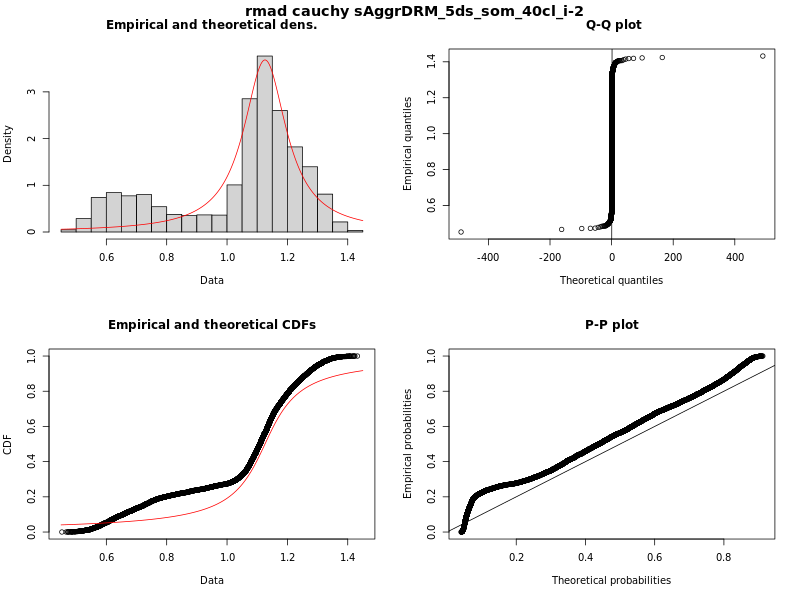 rmad cauchy sAggrDRM_5ds_som_40cl_i-2
Empirical and theoretical dens.
Density
0 1 2 3
0.6 0.8 1.0 1.2 1.4
Data
Q-Q plot
Empirical quantiles
0.6 0.8 1.0 1.2 1.4
-400 -200 0 200 400
Theoretical quantiles
Empirical and theoretical CDFs
CDF
0.0 0.2 0.4 0.6 0.8 1.0
0.6 0.8 1.0 1.2 1.4
Data
P-P plot
Empirical probabilities
0.0 0.2 0.4 0.6 0.8 1.0
0.2 0.4 0.6 0.8
Theoretical probabilities